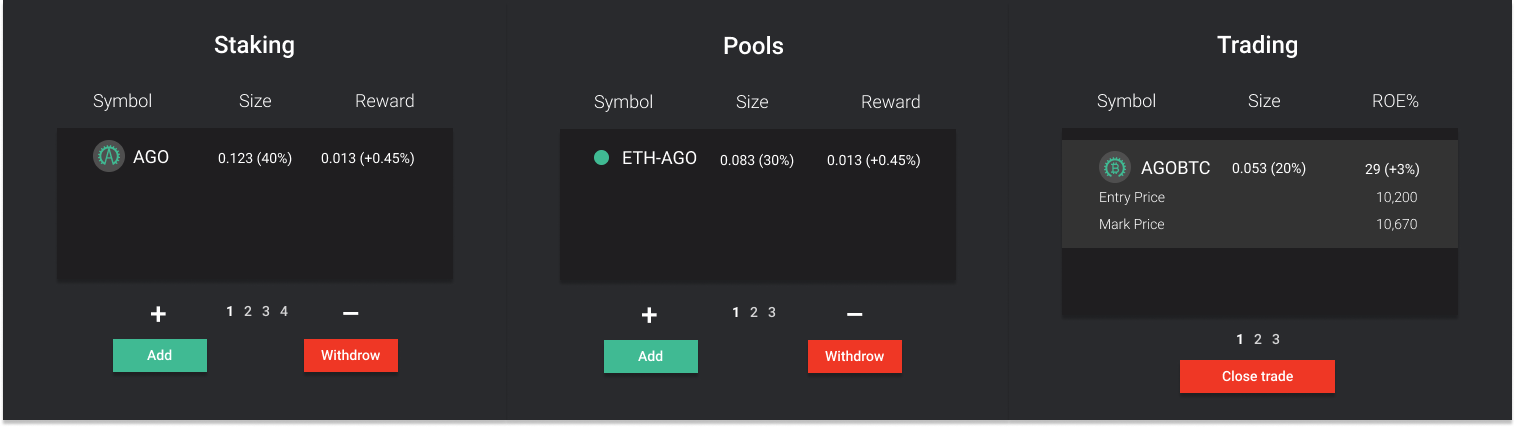 Staking
Symbol Size Reward
AGO 0.123 (40%) 0.013 (+0.45%)
+ 1 2 3 4 −
Add Withdrow
Pools
Symbol Size Reward
ETH-AGO 0.083 (30%) 0.013 (+0.45%)
+ 1 2 3 −
Add Withdrow
Trading
Symbol Size ROE%
AGOBTC 0.053 (20%) 29 (+3%)
Entry Price 10,200
Mark Price 10,670
1 2 3
Close trade